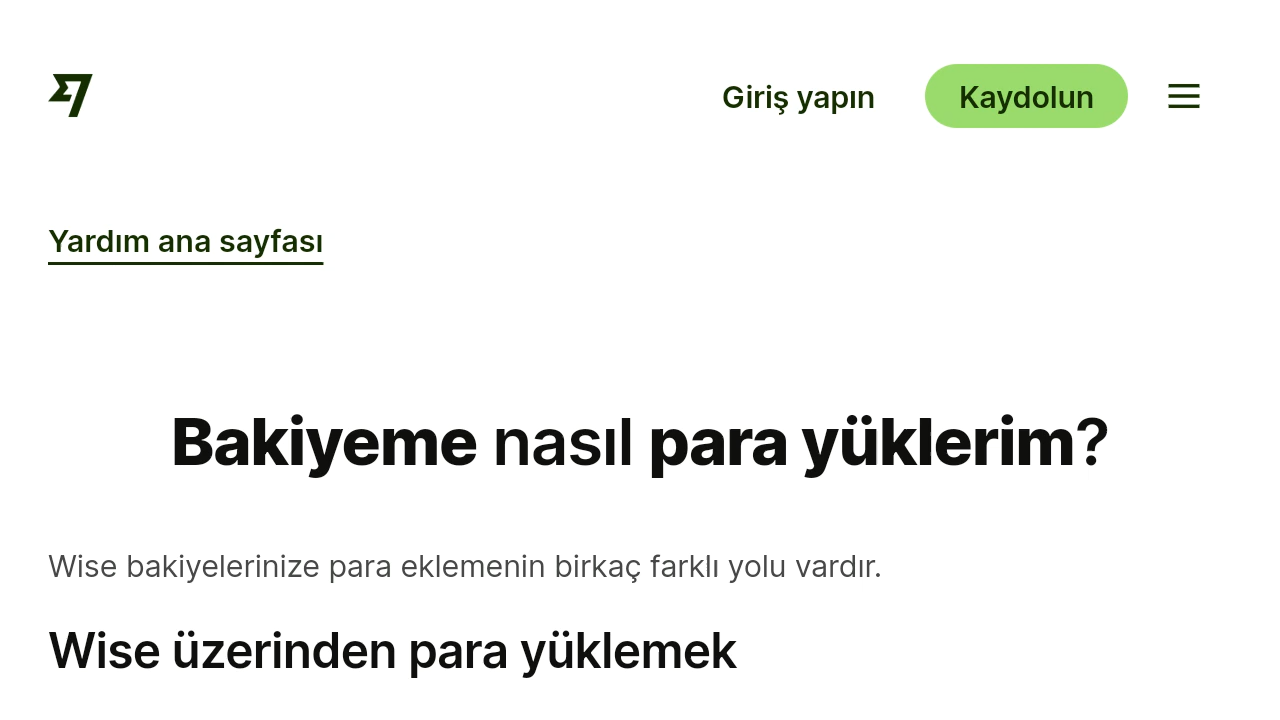 Giriş yapın
Kaydolun
Yardım ana sayfası
Bakiyeme nasıl para yüklerim?
Wise bakiyelerinize para eklemenin birkaç farklı yolu vardır.
Wise üzerinden para yüklemek